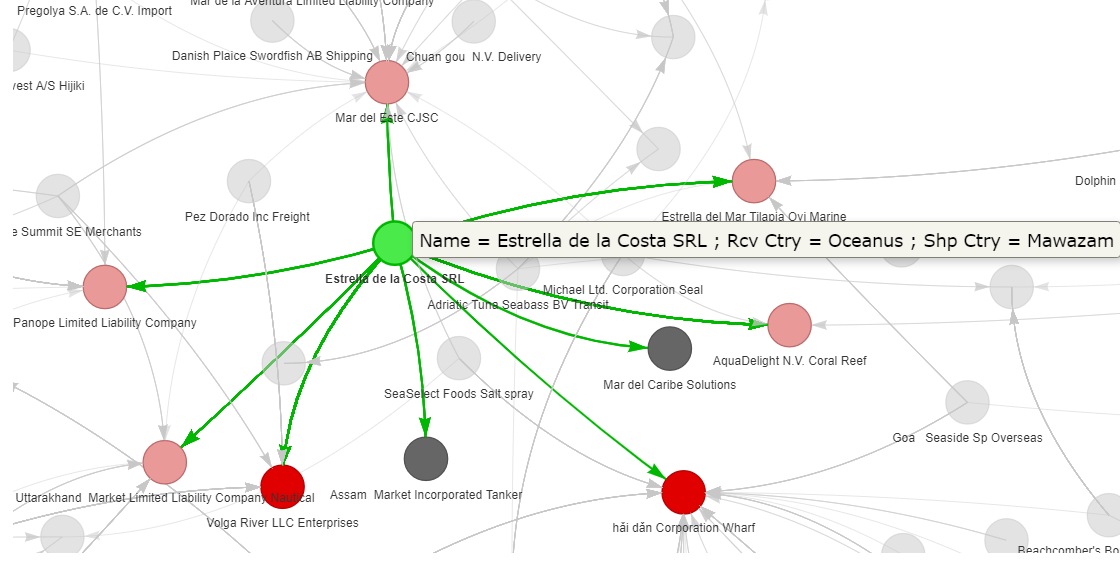 Mar de la Aventura Limited Liability Company
Pregolya S.A. de C.V. Import
Danish Plaice Swordfish AB Shipping
Chuan gou N.V. Delivery
vest A/S Hijiki
Mar del Este CJSC
Dolphin
Pez Dorado Inc Freight
Estrella del Mar Tilapia Ovi Marine
e Summit SE Merchants
Name = Estrella de la Costa SRL ; Rcv Ctry = Oceanus ; Shp Ctry = Mawazam
Estrella de la Costa SRL
Michael Ltd. Corporation Seal
Adriatic Tuna Seabass BV Transit
Panope Limited Liability Company
AquaDelight N.V. Coral Reef
Mar del Caribe Solutions
SeaSelect Foods Salt spray
Goa Seaside Sp Overseas
Uttarakhand Market Limited Liability Company Nautical
Assam Market Incorporated Tanker
Volga River LLC Enterprises
hǎi dǎn Corporation Wharf
Beachcomber's Bo